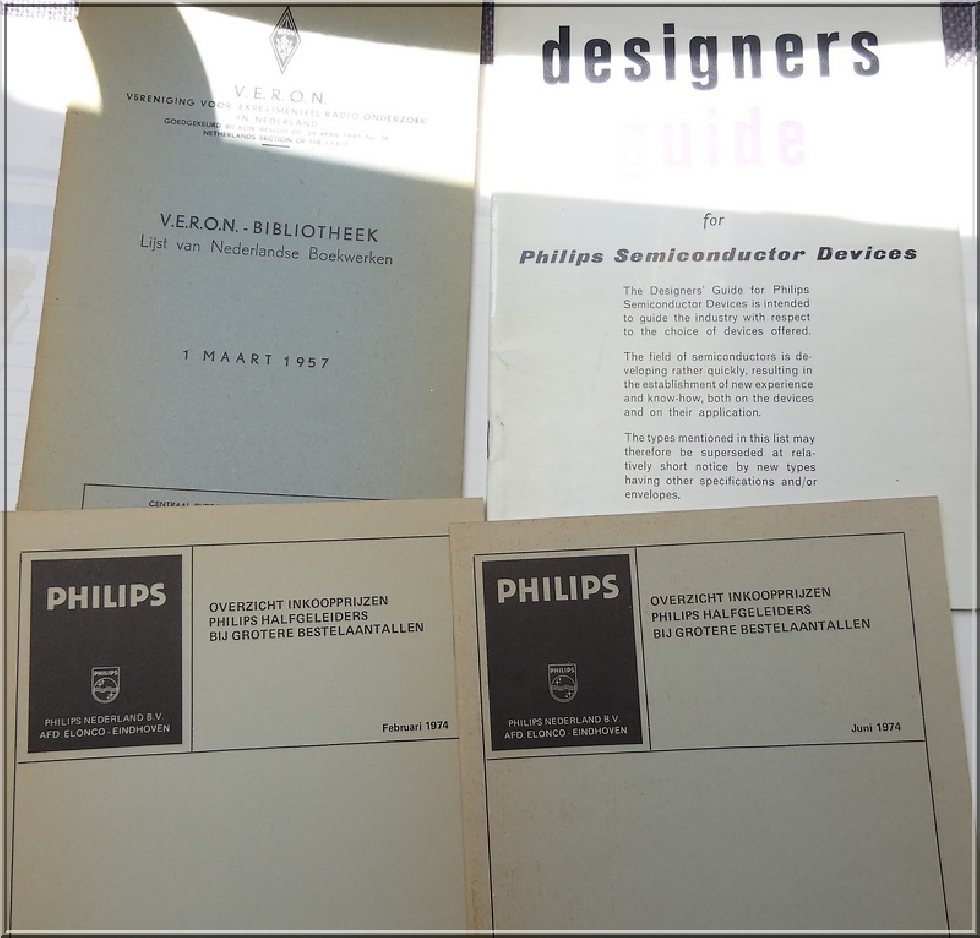 V.E.R.O.N.
VERENIGING VOOR EXPERIMENTEEL RADIO ONDERZOEK
IN NEDERLAND
GOEDGEKEURD BIJ KON. BESLUIT
NETHERLANDS SECTION OF THE I.A.R.U.
V.E.R.O.N. - BIBLIOTHEEK
Lijst van Nederlandse Boekwerken
1 MAART 1957
designers
guide
for
Philips Semiconductor Devices
The Designers' Guide for Philips
Semiconductor Devices is intended
to guide the industry with respect
to the choice of devices offered.
The field of semiconductors is de-
veloping rather quickly, resulting in
the establishment of new experience
and know-how, both on the devices
and on their application.
The types mentioned in this list may
therefore be superseded at rela-
tively short notice by new types
having other specifications and/or
envelopes.
PHILIPS
OVERZICHT INKOOPPRIJZEN
PHILIPS HALFGELEIDERS
BIJ GROTERE BESTELAANTALLEN
PHILIPS
PHILIPS NEDERLAND B.V.
AFD ELONCO - EINDHOVEN
Februari 1974
PHILIPS
OVERZICHT INKOOPPRIJZEN
PHILIPS HALFGELEIDERS
BIJ GROTERE BESTELAANTALLEN
PHILIPS
PHILIPS NEDERLAND B.V.
AFD ELONCO - EINDHOVEN
Juni 1974